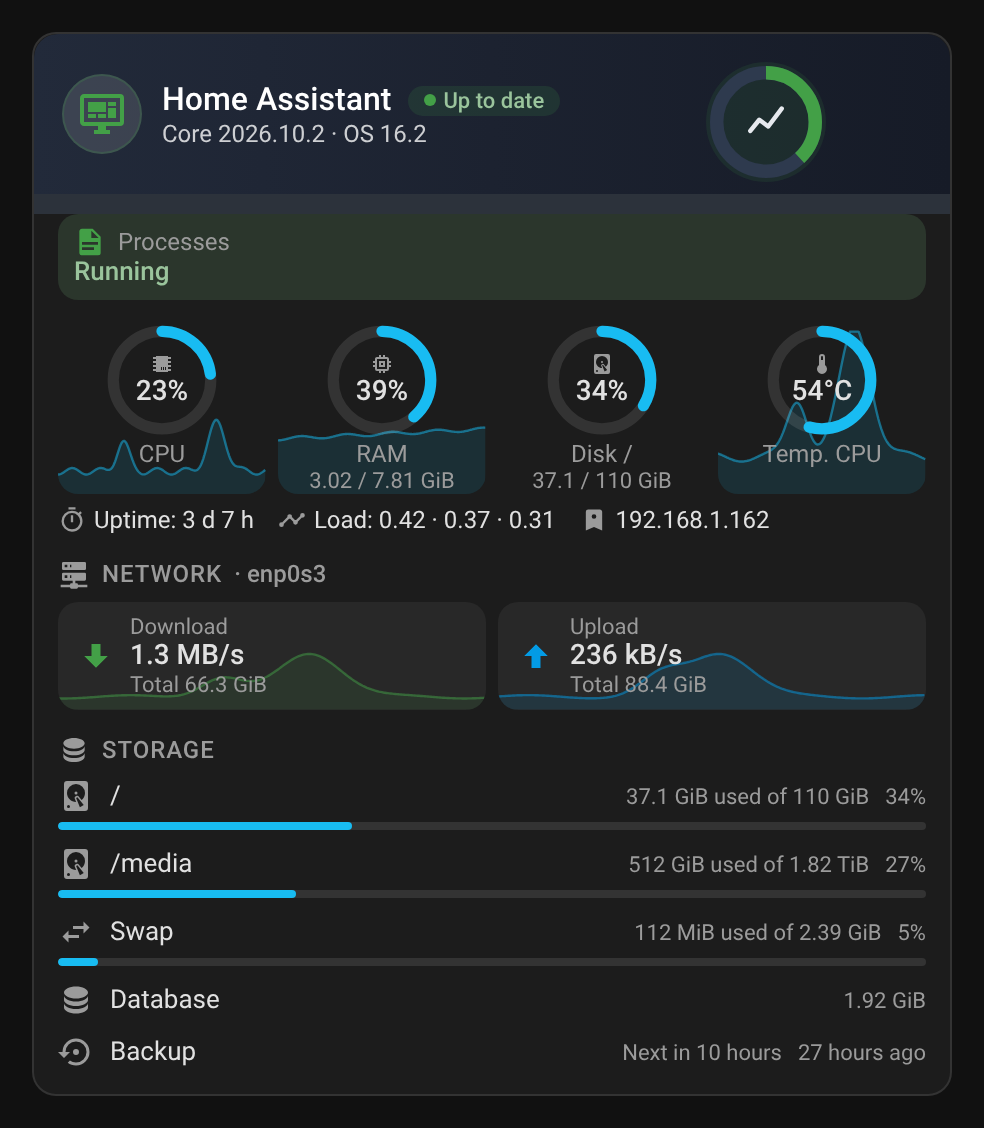 Home Assistant Up to date
Core 2026.10.2 · OS 16.2
Processes
Running
23% 39% 34% 54°C
CPU RAM Disk / Temp. CPU
3.02 / 7.81 GiB 37.1 / 110 GiB
Uptime: 3 d 7 h Load: 0.42 · 0.37 · 0.31 192.168.1.162
NETWORK · enp0s3
Download
1.3 MB/s
Total 66.3 GiB
Upload
236 kB/s
Total 88.4 GiB
STORAGE
/ 37.1 GiB used of 110 GiB 34%
/media 512 GiB used of 1.82 TiB 27%
Swap 112 MiB used of 2.39 GiB 5%
Database 1.92 GiB
Backup Next in 10 hours 27 hours ago